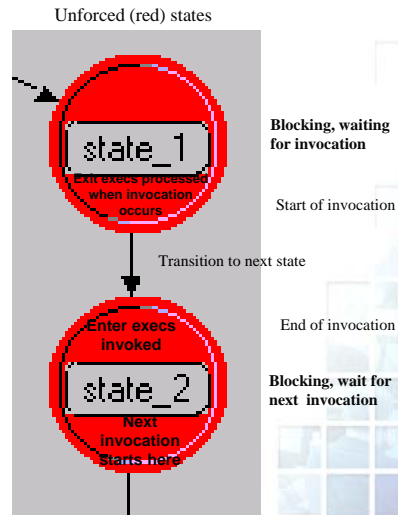 Unforced (red) states
state_1
Exit execs processed
when invocation
occurs
Blocking, waiting
for invocation
Start of invocation
Transition to next state
Enter execs
invoked
End of invocation
state_2
Blocking, wait for
next invocation
Next
invocation
Starts here